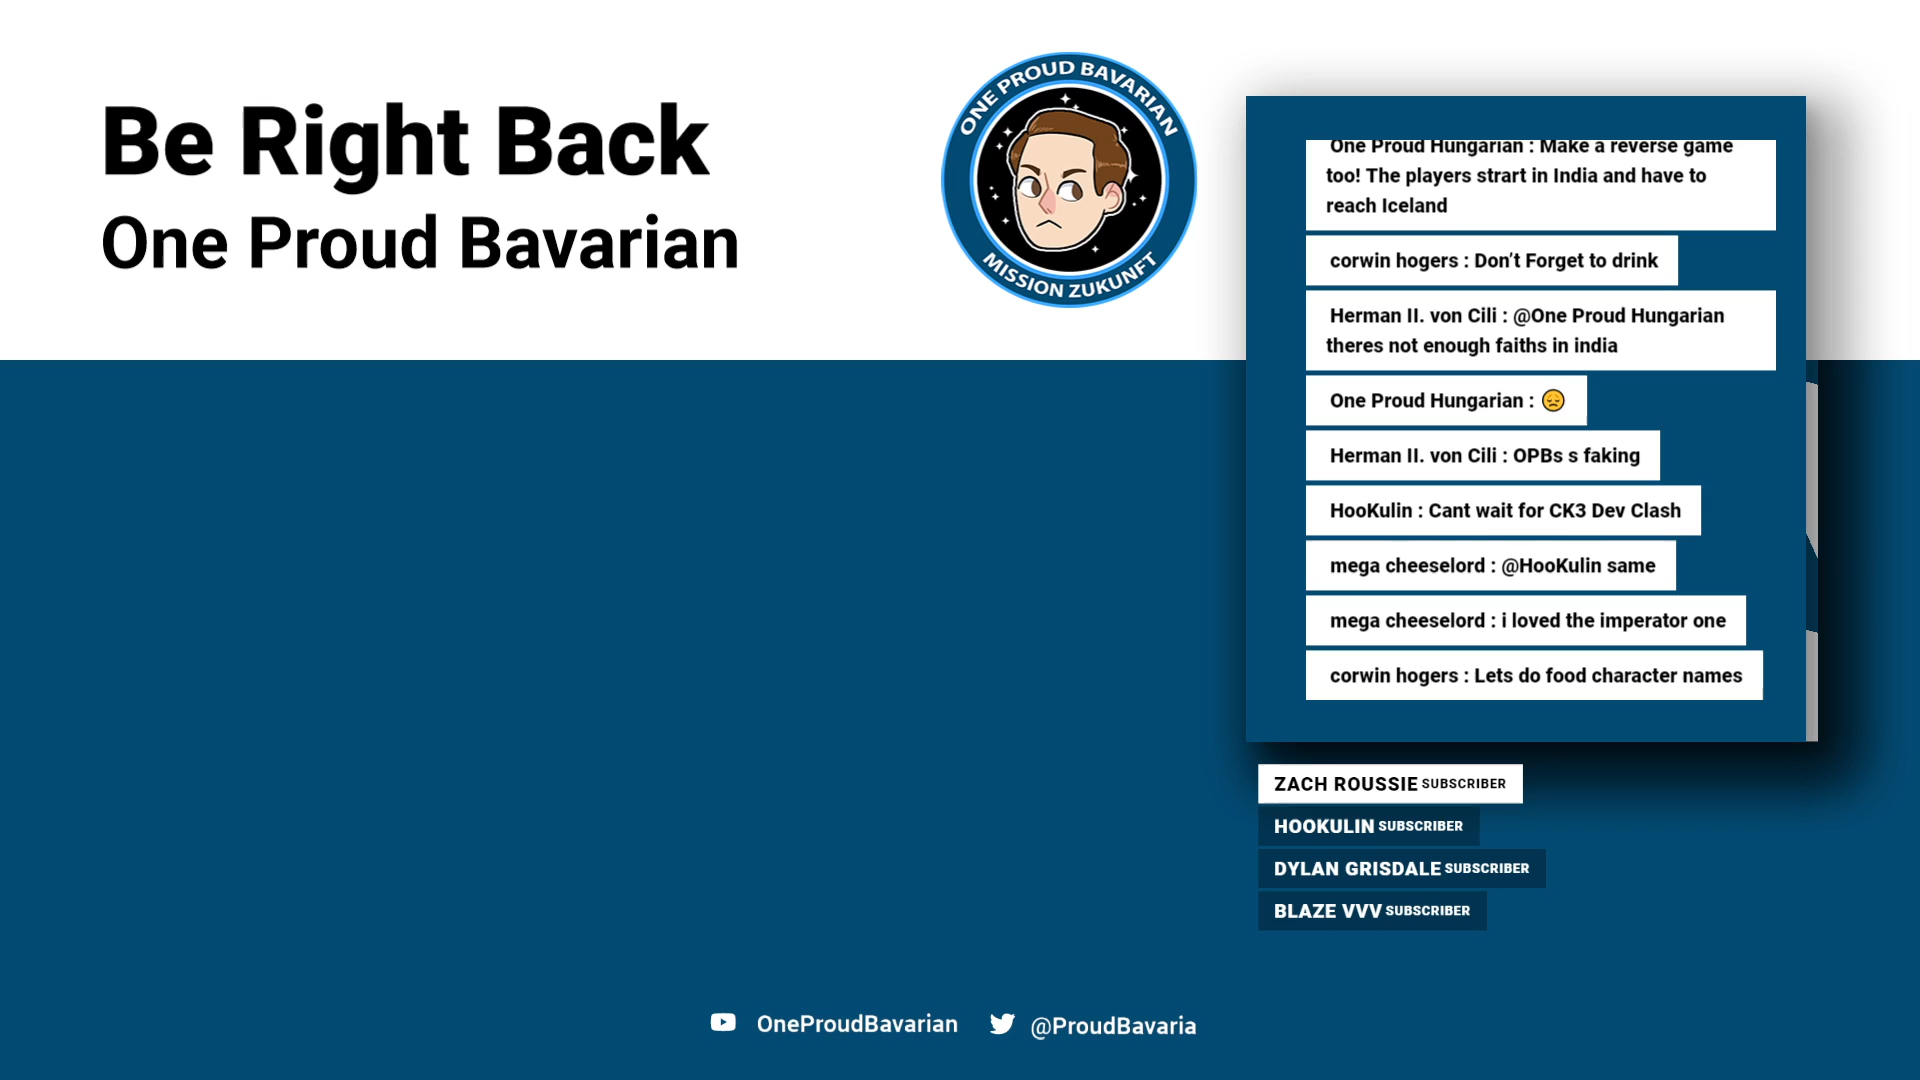 Be Right Back
One Proud Bavarian
ONE PROUD BAVARIAN
MISSION ZUKUNFT
One Proud Hungarian : Make a reverse game
too! The players strart in India and have to
reach Iceland
corwin hogers : Don’t Forget to drink
Herman II. von Cili : @One Proud Hungarian
theres not enough faiths in india
One Proud Hungarian : 😞
Herman II. von Cili : OPBs s faking
HooKulin : Cant wait for CK3 Dev Clash
mega cheeselord : @HooKulin same
mega cheeselord : i loved the imperator one
corwin hogers : Lets do food character names
ZACH ROUSSIE SUBSCRIBER
HOOKULIN SUBSCRIBER
DYLAN GRISDALE SUBSCRIBER
BLAZE VVV SUBSCRIBER
OneProudBavarian @ProudBavaria